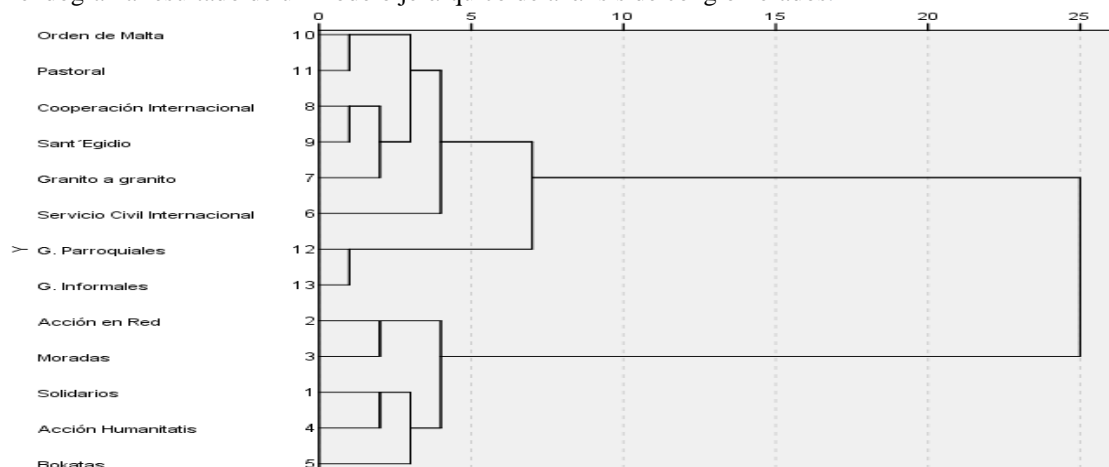 0 5 10 15 20 25
Orden de Malta 10
Pastoral 11
Cooperación Internacional 8
Sant´Egidio 9
Granito a granito 7
Servicio Civil Internacional 6
Y G. Parroquiales 12
G. Informales 13
Acción en Red 2
Moradas 3
Solidarios 1
Acción Humanitatis 4
Bokatas 5